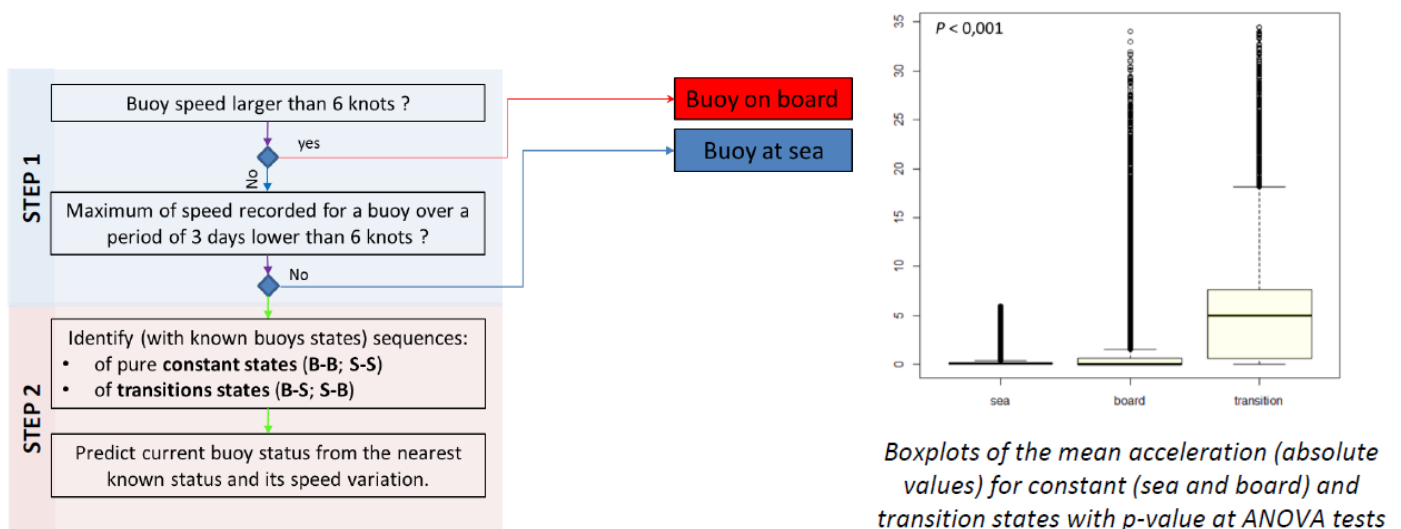 STEP 1
Buoy speed larger than 6 knots ?
yes
No
Maximum of speed recorded for a buoy over a
period of 3 days lower than 6 knots ?
No
Buoy on board
Buoy at sea
STEP 2
Identify (with known buoys states) sequences:
• of pure constant states (B-B; S-S)
• of transitions states (B-S; S-B)
Predict current buoy status from the nearest
known status and its speed variation.
P < 0,001
35
30
25
20
15
10
5
0
sea board transition
Boxplots of the mean acceleration (absolute
values) for constant (sea and board) and
transition states with p-value at ANOVA tests